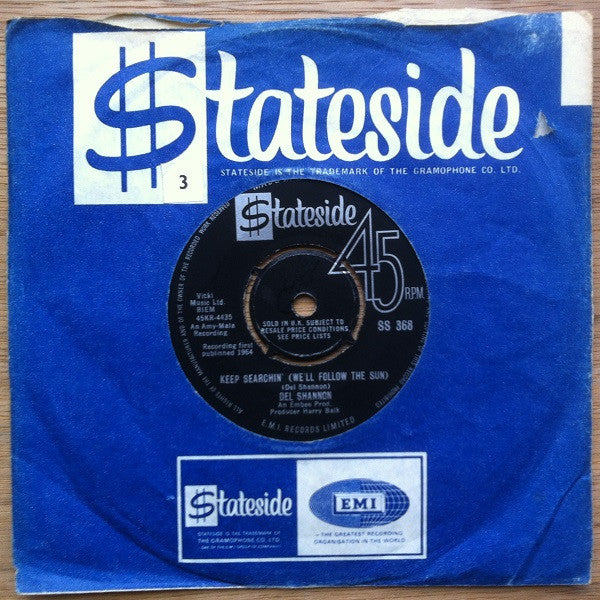 $tateside
STATESIDE IS THE TRADEMARK OF THE GRAMOPHONE CO. LTD.
3
$tateside
45
RPM
SS 368
Vicki
Music Ltd.
BIEM
45KR-4435
An Amy-Mala
Recording
Recording first
published 1964
SOLD IN U.K. SUBJECT TO
RESALE PRICE CONDITIONS
SEE PRICE LISTS
KEEP SEARCHIN' (WE'LL FOLLOW THE SUN)
(Del Shannon)
DEL SHANNON
An Embee Prod.
Producer Harry Balk
E.M.I. RECORDS LIMITED
$tateside
STATESIDE IS THE TRADEMARK OF
THE GRAMOPHONE CO. LTD.
EMI
THE GREATEST RECORDING
ORGANISATION IN THE WORLD